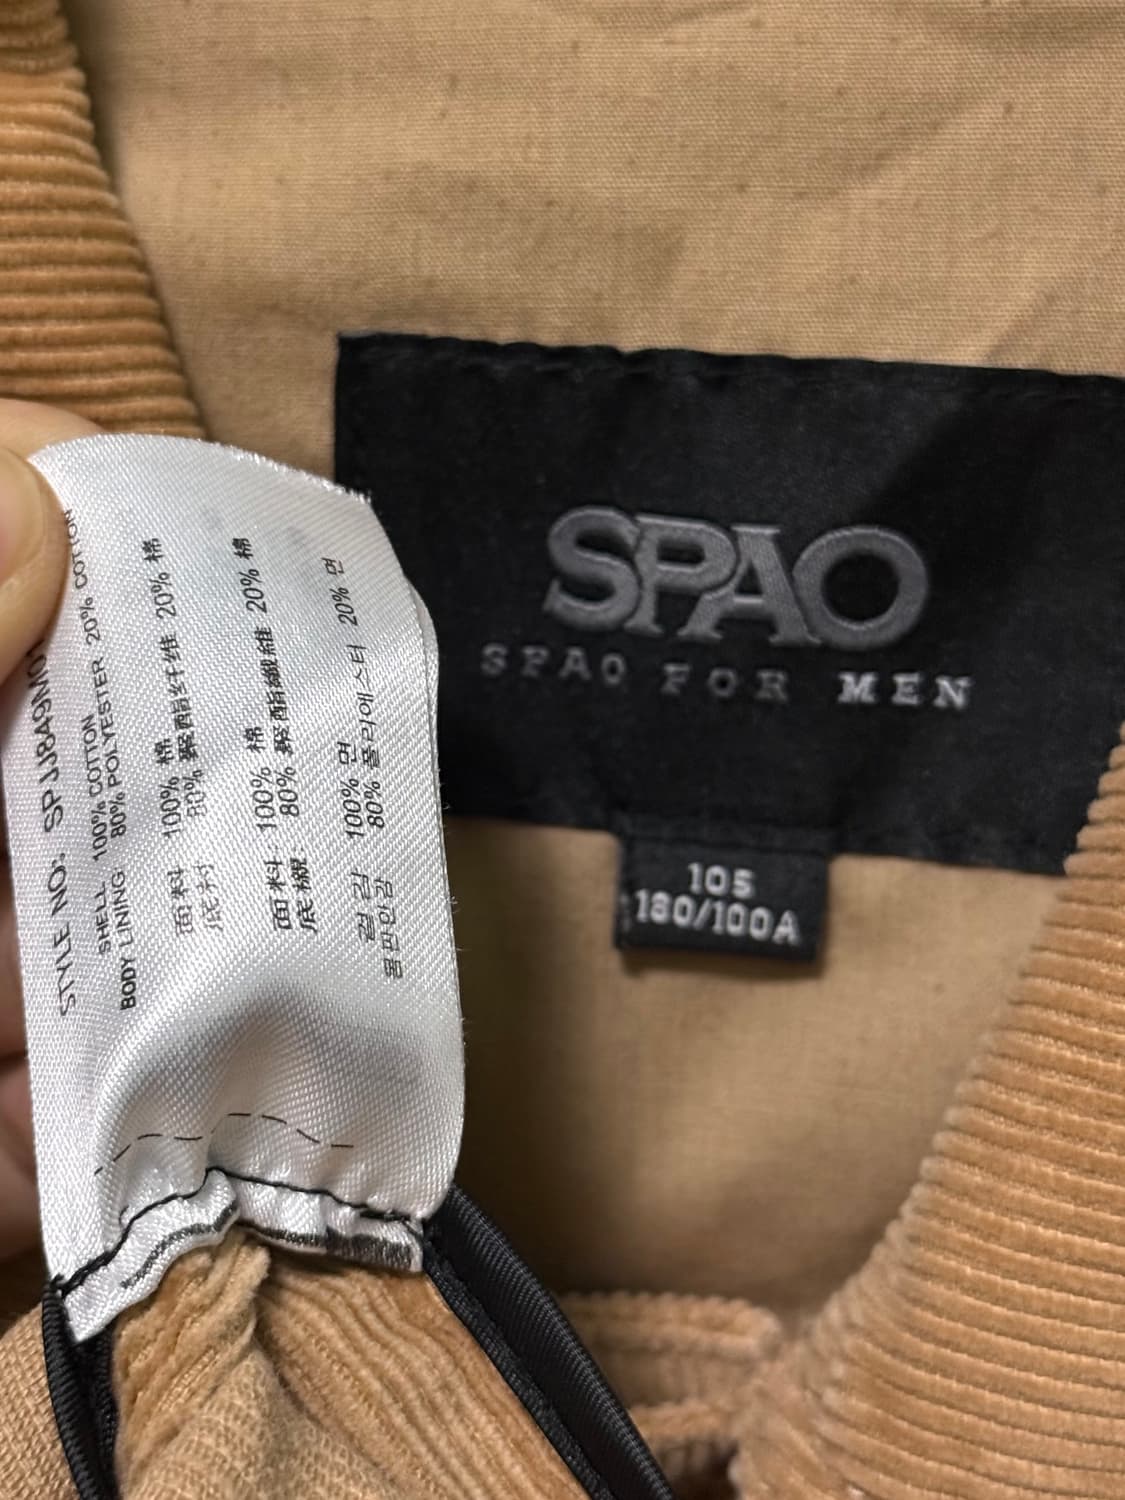 STYLE NO: SP JJ849M0
SHELL 100% COTTON
BODY LINING 80% POLYESTER 20% COTTON
面料 100% 棉
底衬 80% 聚酯纤维 20% 棉
面料: 100% 棉
底襯: 80% 聚酯纖維 20% 棉
겉 감 100% 면
몸판안감 80% 폴리에스터 20% 면
SPAO
SPAO FOR MEN
105
180/100A